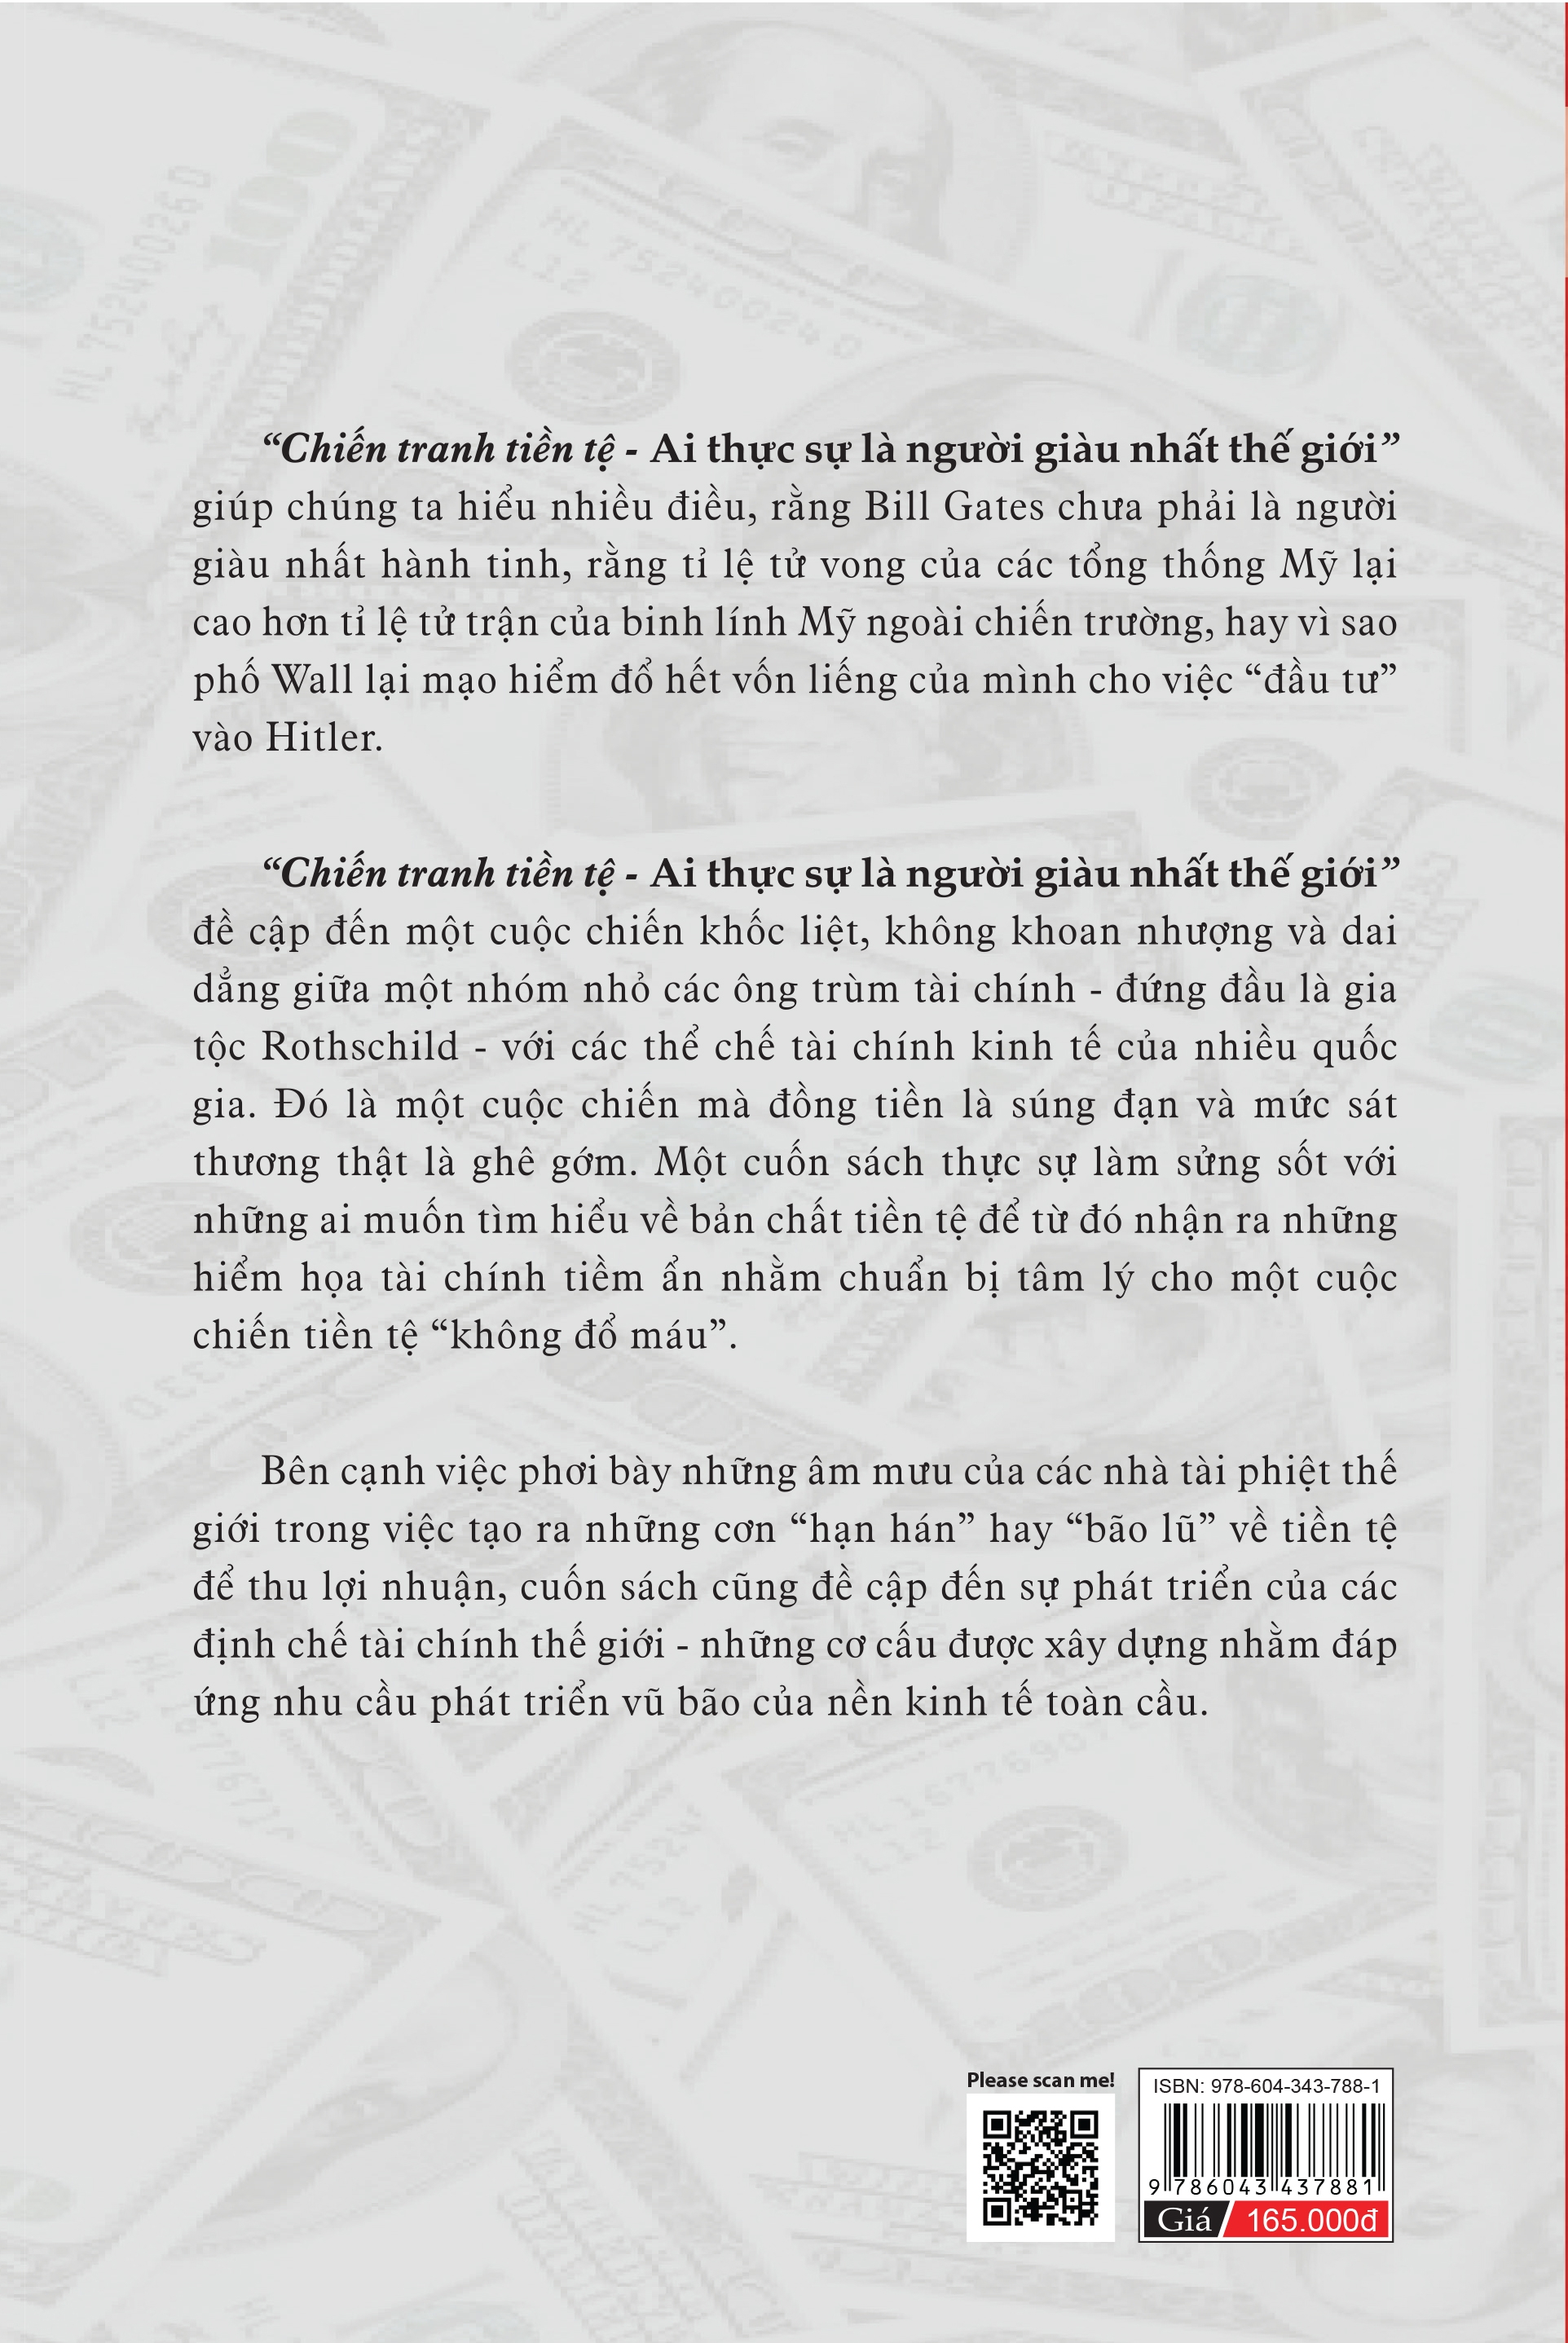 “Chiến tranh tiền tệ - Ai thực sự là người giàu nhất thế giới”
giúp chúng ta hiểu nhiều điều, rằng Bill Gates chưa phải là người
giàu nhất hành tinh, rằng tỉ lệ tử vong của các tổng thống Mỹ lại
cao hơn tỉ lệ tử trận của binh lính Mỹ ngoài chiến trường, hay vì sao
phố Wall lại mạo hiểm đổ hết vốn liếng của mình cho việc “đầu tư”
vào Hitler.
“Chiến tranh tiền tệ - Ai thực sự là người giàu nhất thế giới”
đề cập đến một cuộc chiến khốc liệt, không khoan nhượng và dai
dẳng giữa một nhóm nhỏ các ông trùm tài chính - đứng đầu là gia
tộc Rothschild - với các thể chế tài chính kinh tế của nhiều quốc
gia. Đó là một cuộc chiến mà đồng tiền là súng đạn và mức sát
thương thật là ghê gớm. Một cuốn sách thực sự làm sửng sốt với
những ai muốn tìm hiểu về bản chất tiền tệ để từ đó nhận ra những
hiểm họa tài chính tiềm ẩn nhằm chuẩn bị tâm lý cho một cuộc
chiến tiền tệ “không đổ máu”.
Bên cạnh việc phơi bày những âm mưu của các nhà tài phiệt thế
giới trong việc tạo ra những cơn “hạn hán” hay “bão lũ” về tiền tệ
để thu lợi nhuận, cuốn sách cũng đề cập đến sự phát triển của các
định chế tài chính thế giới - những cơ cấu được xây dựng nhằm đáp
ứng nhu cầu phát triển vũ bão của nền kinh tế toàn cầu.
Please scan me!
ISBN: 978-604-343-788-1
9 786043 437881
Giá 165.000đ